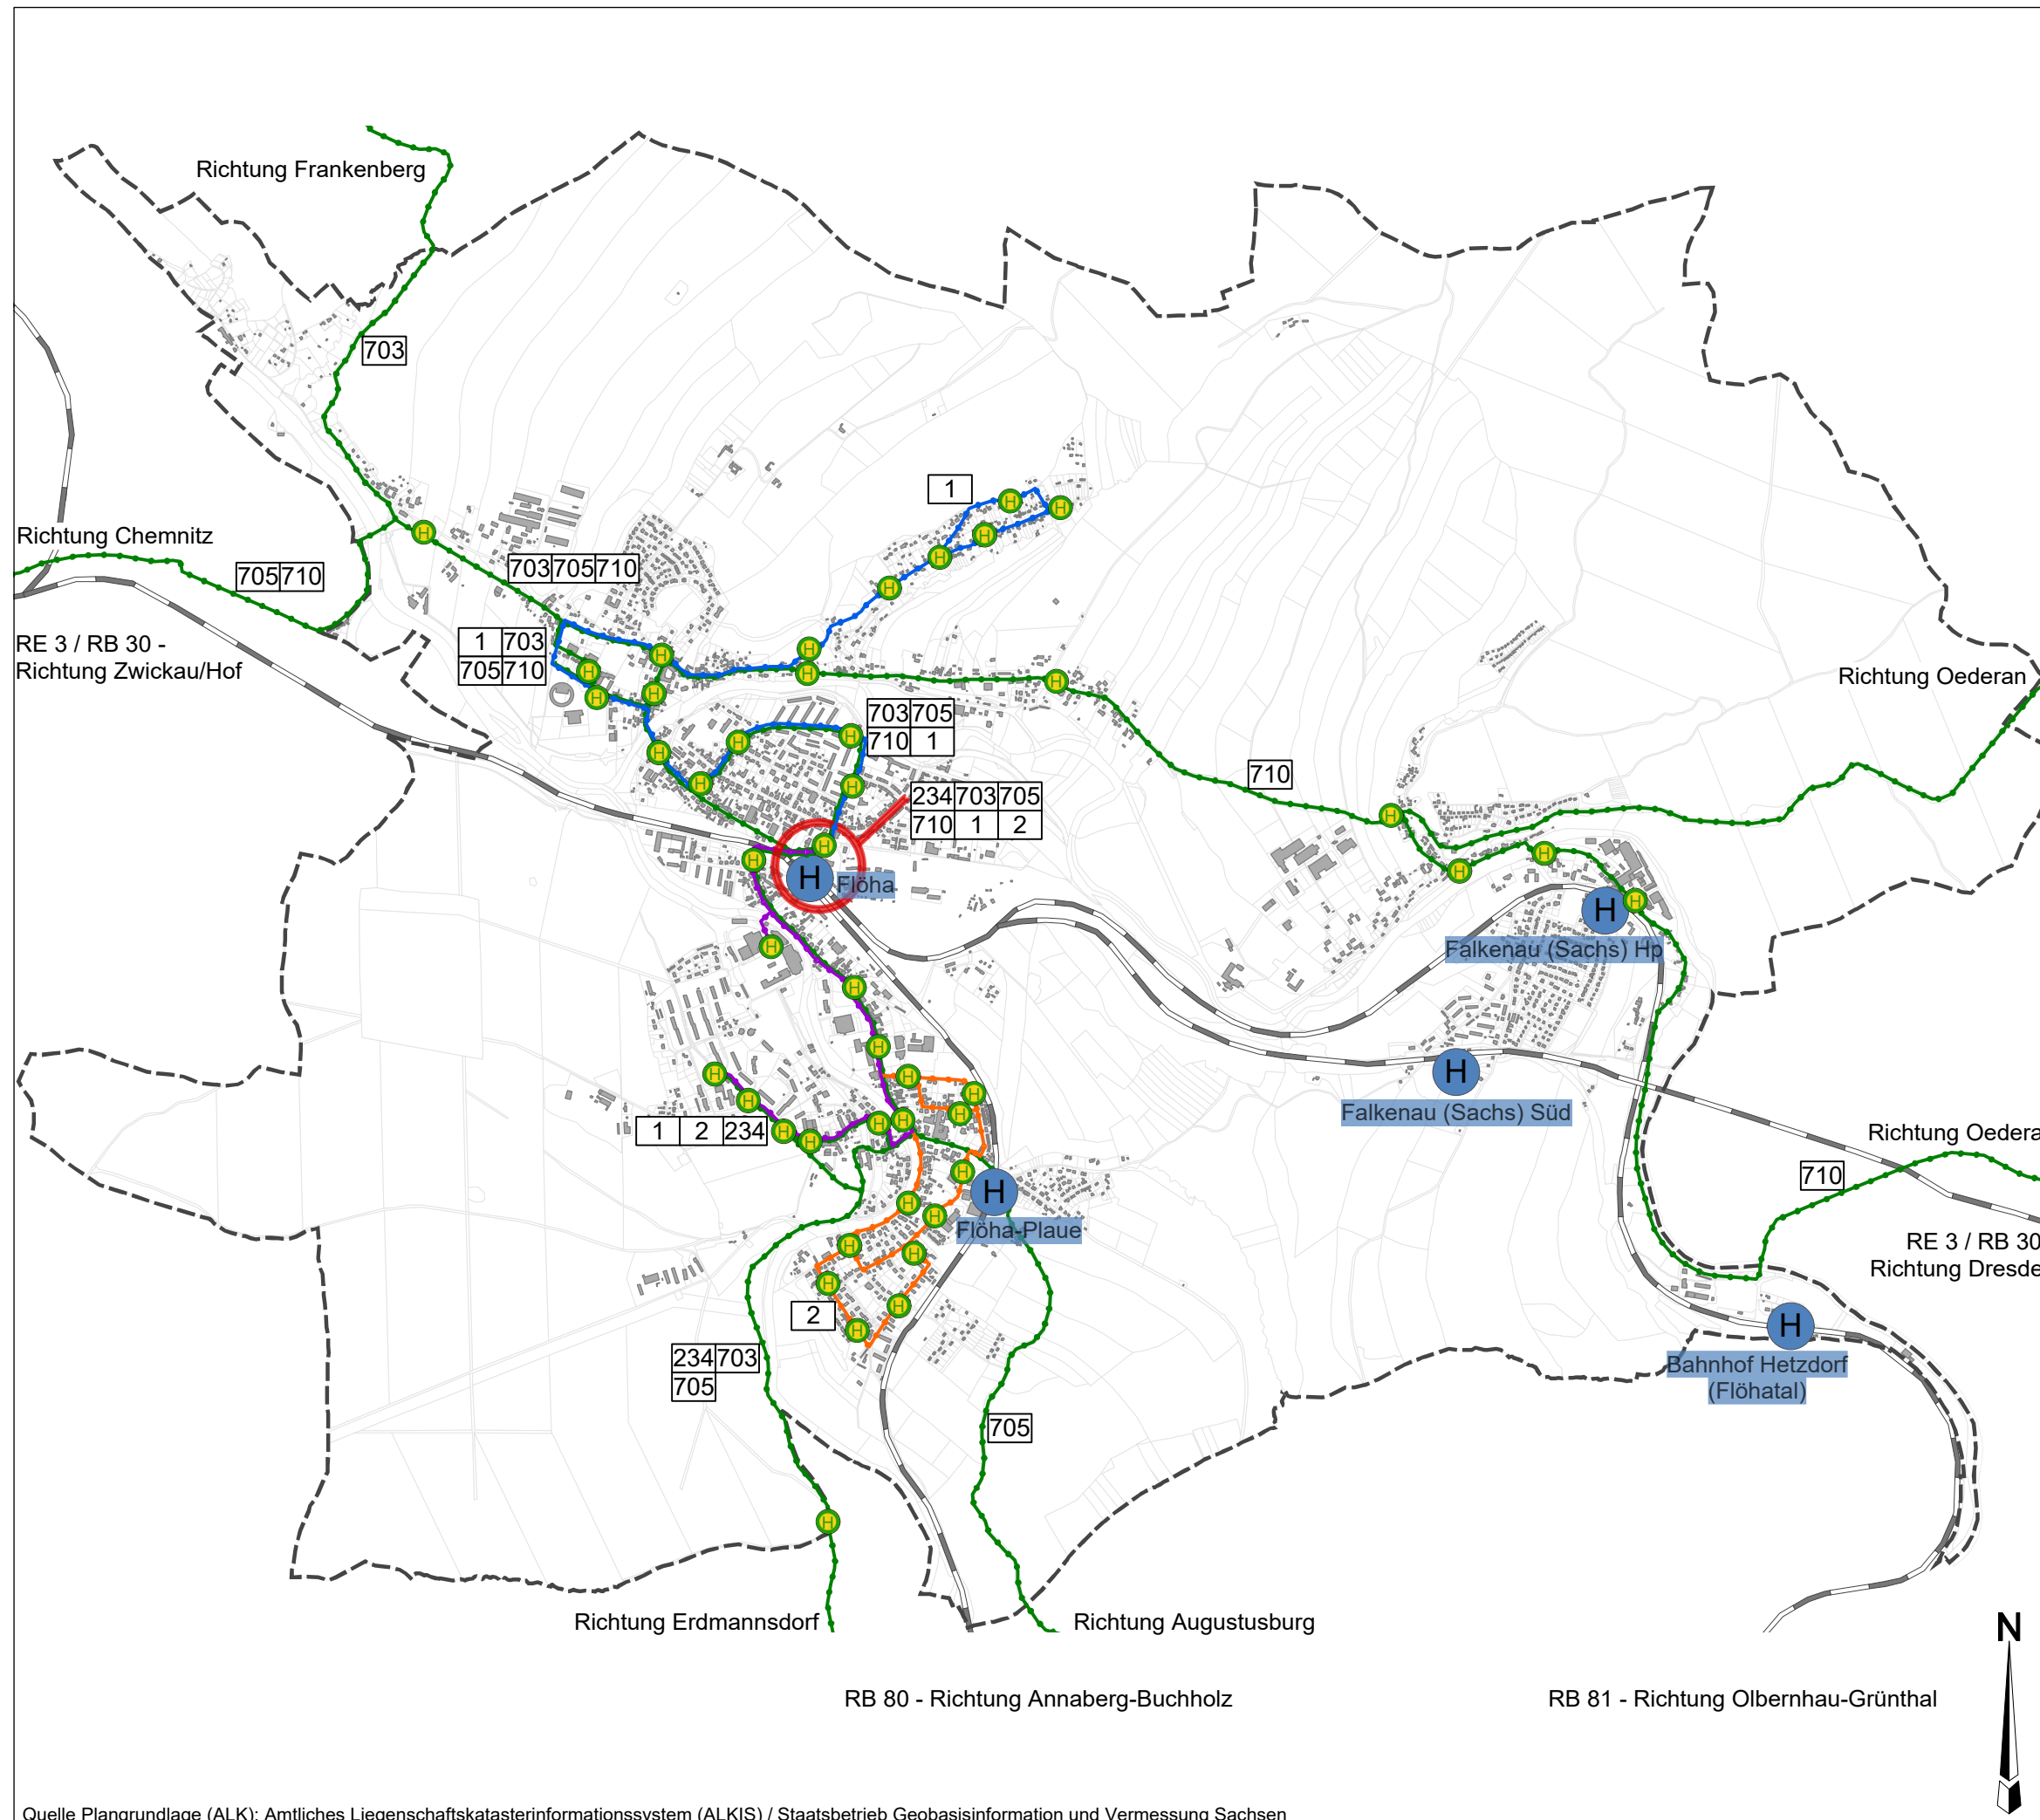 Richtung Frankenberg
703
1
Richtung Chemnitz
703 705 710
705 710
RE 3 / RB 30 -
Richtung Zwickau/Hof
1 703
705 710
Richtung Oederan
703 705
710 1
710
234 703 705
710 1 2
H Flöha
H
Falkenau (Sachs) Hp
H
Falkenau (Sachs) Süd
1 2 234
Richtung Oedera
710
H
Flöha-Plaue
RE 3 / RB 30
Richtung Dresde
2
H
Bahnhof Hetzdorf
(Flöhatal)
234 703
705
705
Richtung Erdmannsdorf
Richtung Augustusburg
N
RB 80 - Richtung Annaberg-Buchholz
RB 81 - Richtung Olbernhau-Grünthal
Quelle Plangrundlage (ALK): Amtliches Liegenschaftskatasterinformationssystem (ALKIS) / Staatsbetrieb Geobasisinformation und Vermessung Sachsen